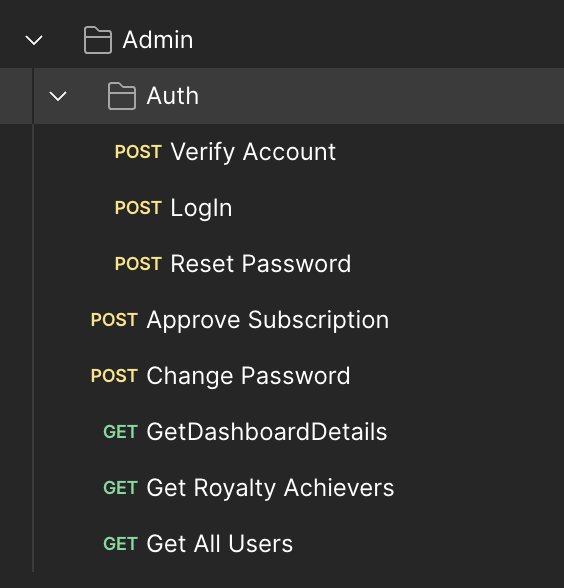 Admin
Auth
POST Verify Account
POST LogIn
POST Reset Password
POST Approve Subscription
POST Change Password
GET GetDashboardDetails
GET Get Royalty Achievers
GET Get All Users